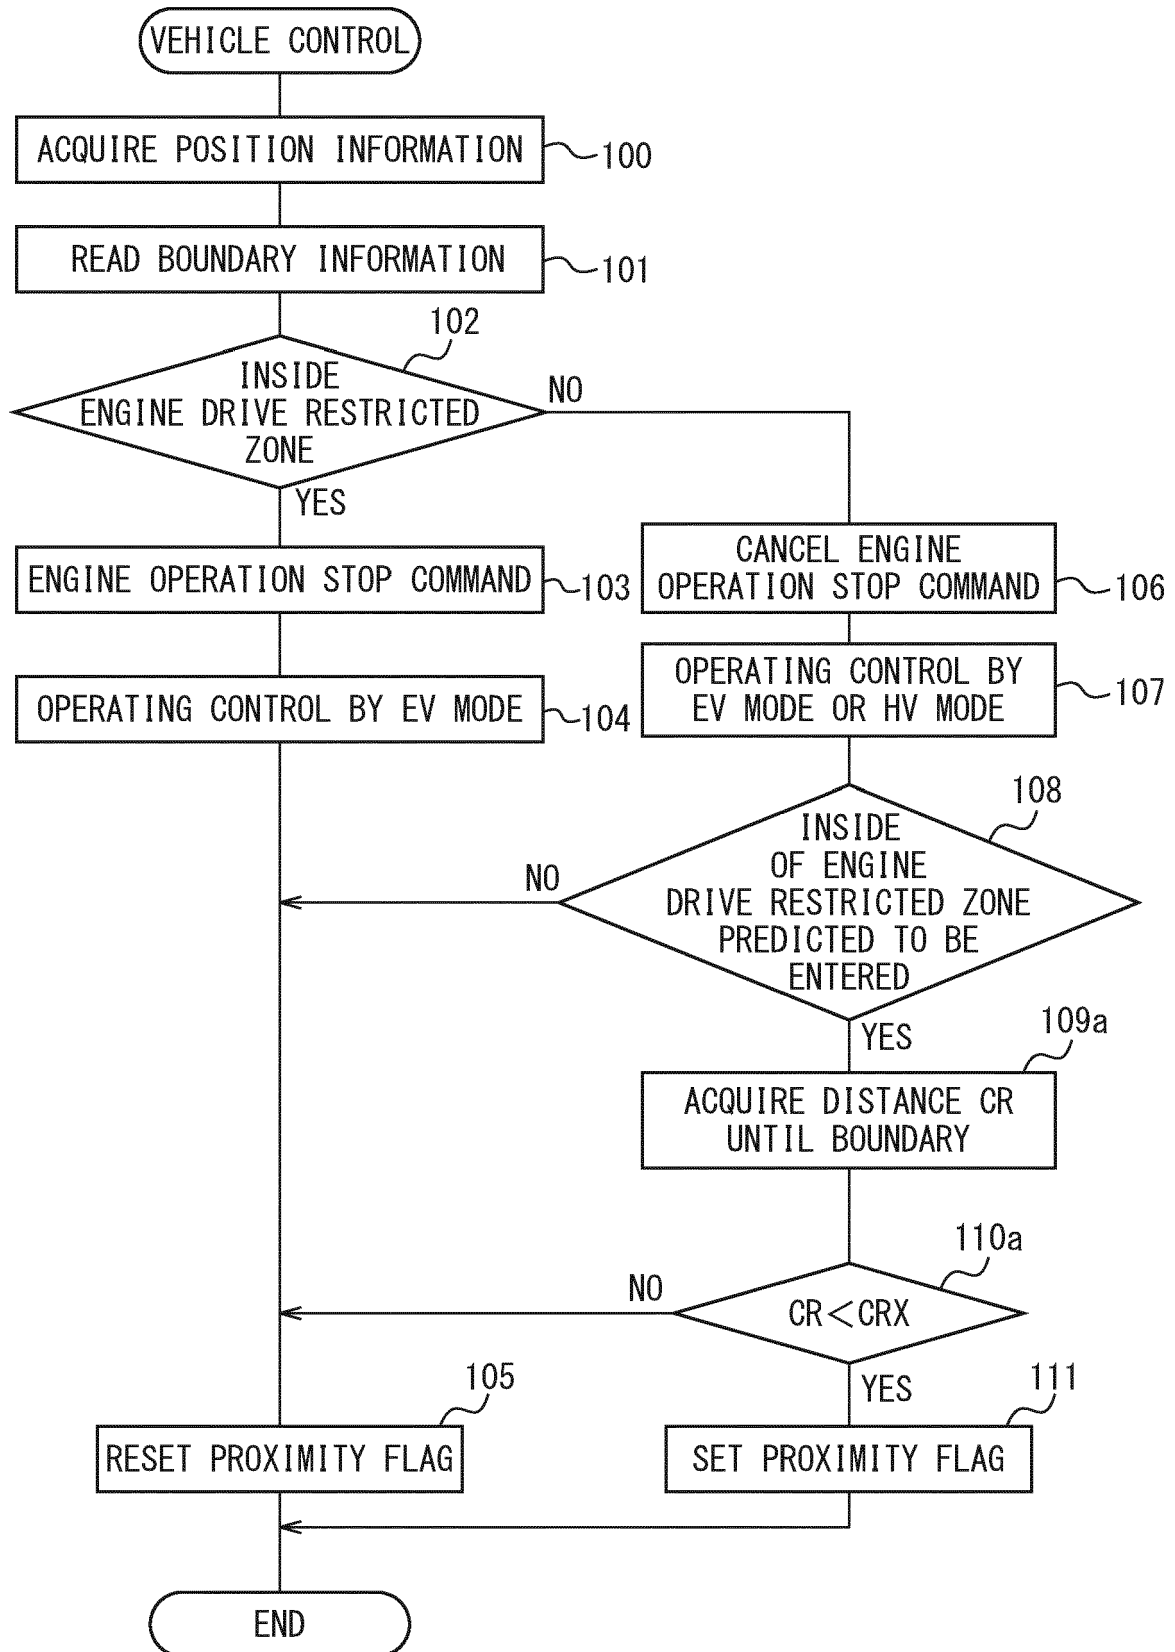 VEHICLE CONTROL
ACQUIRE POSITION INFORMATION
100
READ BOUNDARY INFORMATION
101
102
INSIDE
ENGINE DRIVE RESTRICTED
ZONE
NO
YES
ENGINE OPERATION STOP COMMAND
103
OPERATING CONTROL BY EV MODE
104
CANCEL ENGINE
OPERATION STOP COMMAND
106
OPERATING CONTROL BY
EV MODE OR HV MODE
107
108
INSIDE
OF ENGINE
DRIVE RESTRICTED ZONE
PREDICTED TO BE
ENTERED
NO
YES
109a
ACQUIRE DISTANCE CR
UNTIL BOUNDARY
110a
CR<CRX
NO
YES
105
RESET PROXIMITY FLAG
111
SET PROXIMITY FLAG
END